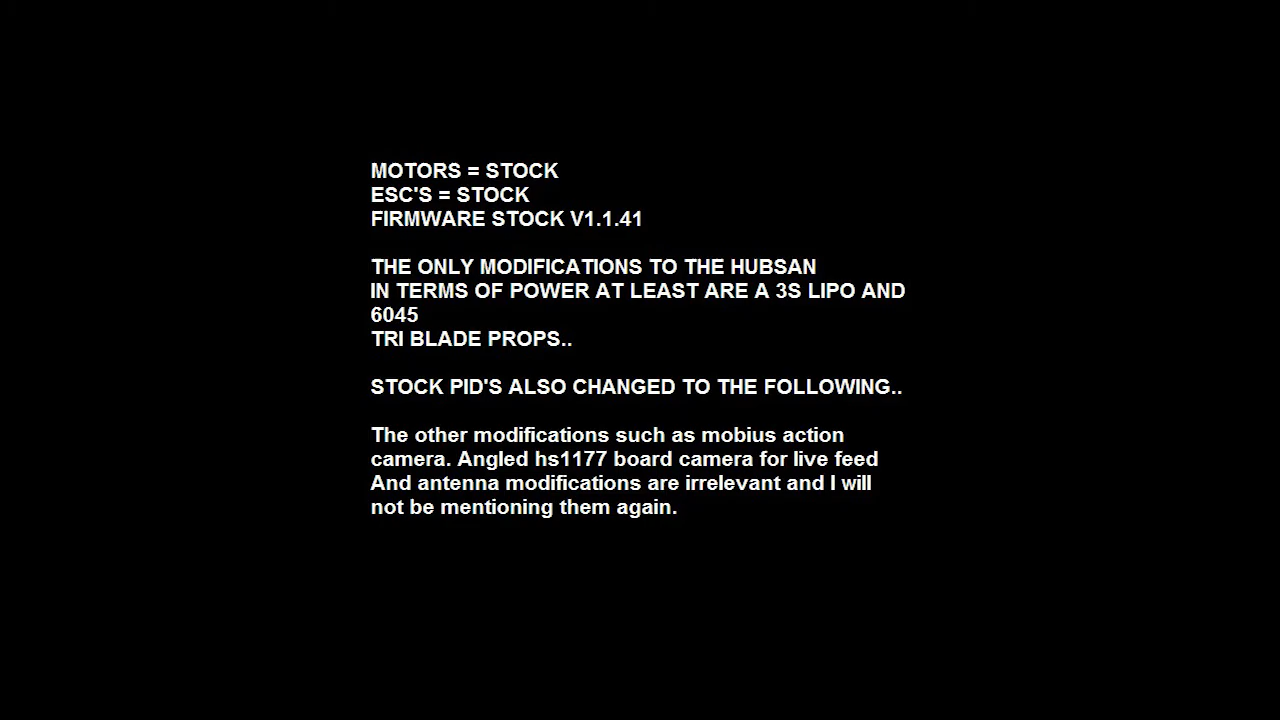 MOTORS = STOCK
ESC'S = STOCK
FIRMWARE STOCK V1.1.41
THE ONLY MODIFICATIONS TO THE HUBSAN
IN TERMS OF POWER AT LEAST ARE A 3S LIPO AND
6045
TRI BLADE PROPS..
STOCK PID'S ALSO CHANGED TO THE FOLLOWING..
The other modifications such as mobius action
camera. Angled hs1177 board camera for live feed
And antenna modifications are irrelevant and I will
not be mentioning them again.